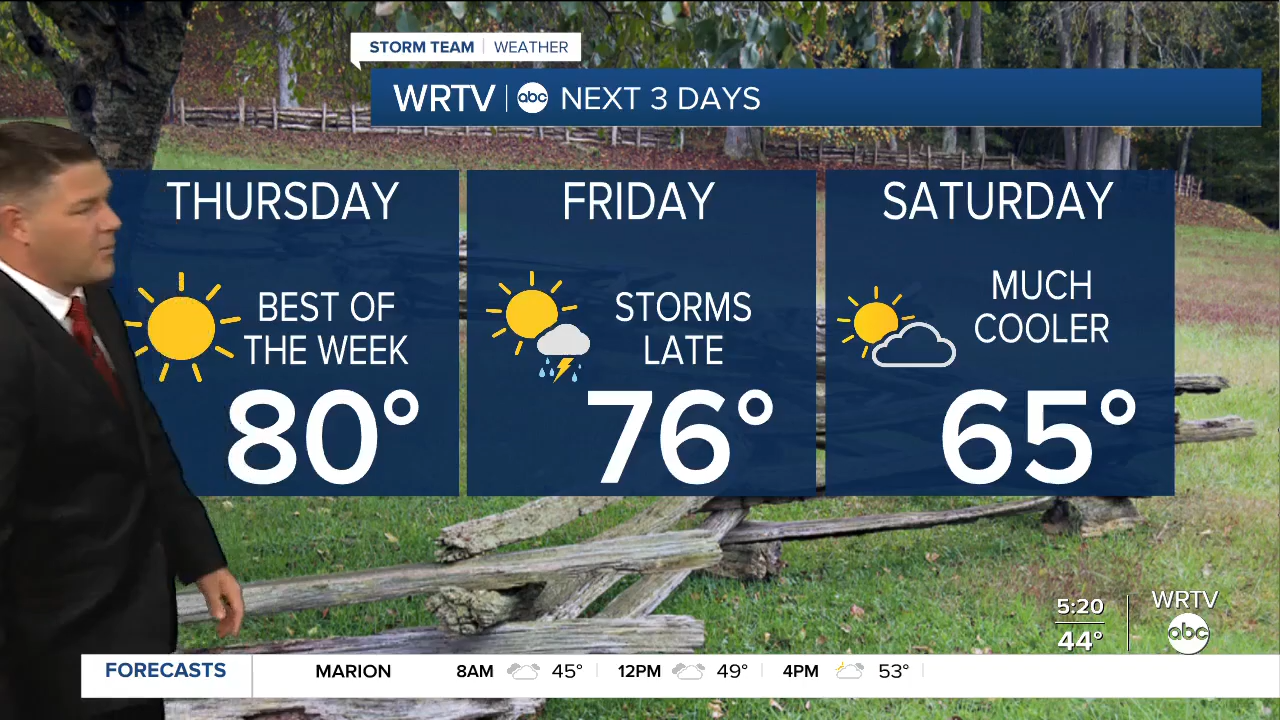 STORM TEAM | WEATHER
WRTV | abc NEXT 3 DAYS
THURSDAY
BEST OF
THE WEEK
80°
FRIDAY
STORMS
LATE
76°
SATURDAY
MUCH
COOLER
65°
5:20
44°
WRTV
abc
FORECASTS
MARION 8AM 45° 12PM 49° 4PM 53°